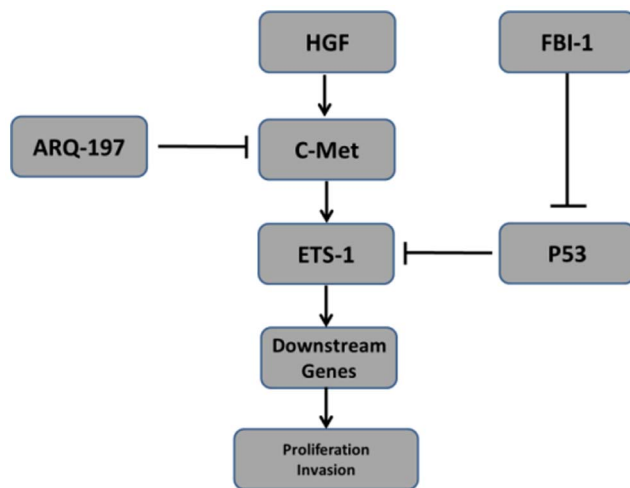 HGF
FBI-1
ARQ-197
C-Met
ETS-1
P53
Downstream
Genes
Proliferation
Invasion